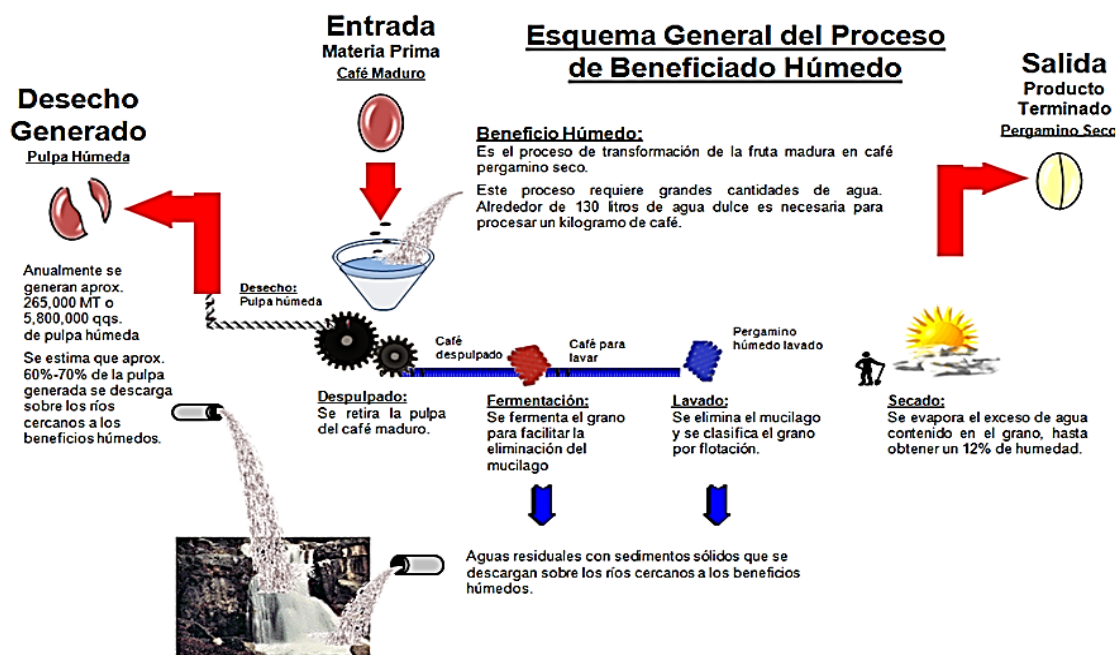 Esquema General del Proceso
de Beneficiado Húmedo
Entrada
Materia Prima
Café Maduro
Salida
Producto
Terminado
Pergamino Seco
Desecho
Generado
Pulpa Húmeda
Beneficio Húmedo:
Es el proceso de transformación de la fruta madura en café
pergamino seco.
Este proceso requiere grandes cantidades de agua.
Alrededor de 130 litros de agua dulce es necesaria para
procesar un kilogramo de café.
Anualmente se
generan aprox.
265,000 MT o
5,800,000 qqs.
de pulpa húmeda
Se estima que aprox.
60%-70% de la pulpa
generada se descarga
sobre los ríos
cercanos a los
beneficios húmedos.
Desecho:
Pulpa húmeda
Café
despulpado
Café para
lavar
Pergamino
húmedo lavado
Despulpado:
Se retira la pulpa
del café maduro.
Fermentación:
Se fermenta el grano
para facilitar la
eliminación del
mucilago
Lavado:
Se elimina el mucilago
y se clasifica el grano
por flotación.
Secado:
Se evapora el exceso de agua
contenido en el grano, hasta
obtener un 12% de humedad.
Aguas residuales con sedimentos sólidos que se
descargan sobre los ríos cercanos a los beneficios
húmedos.